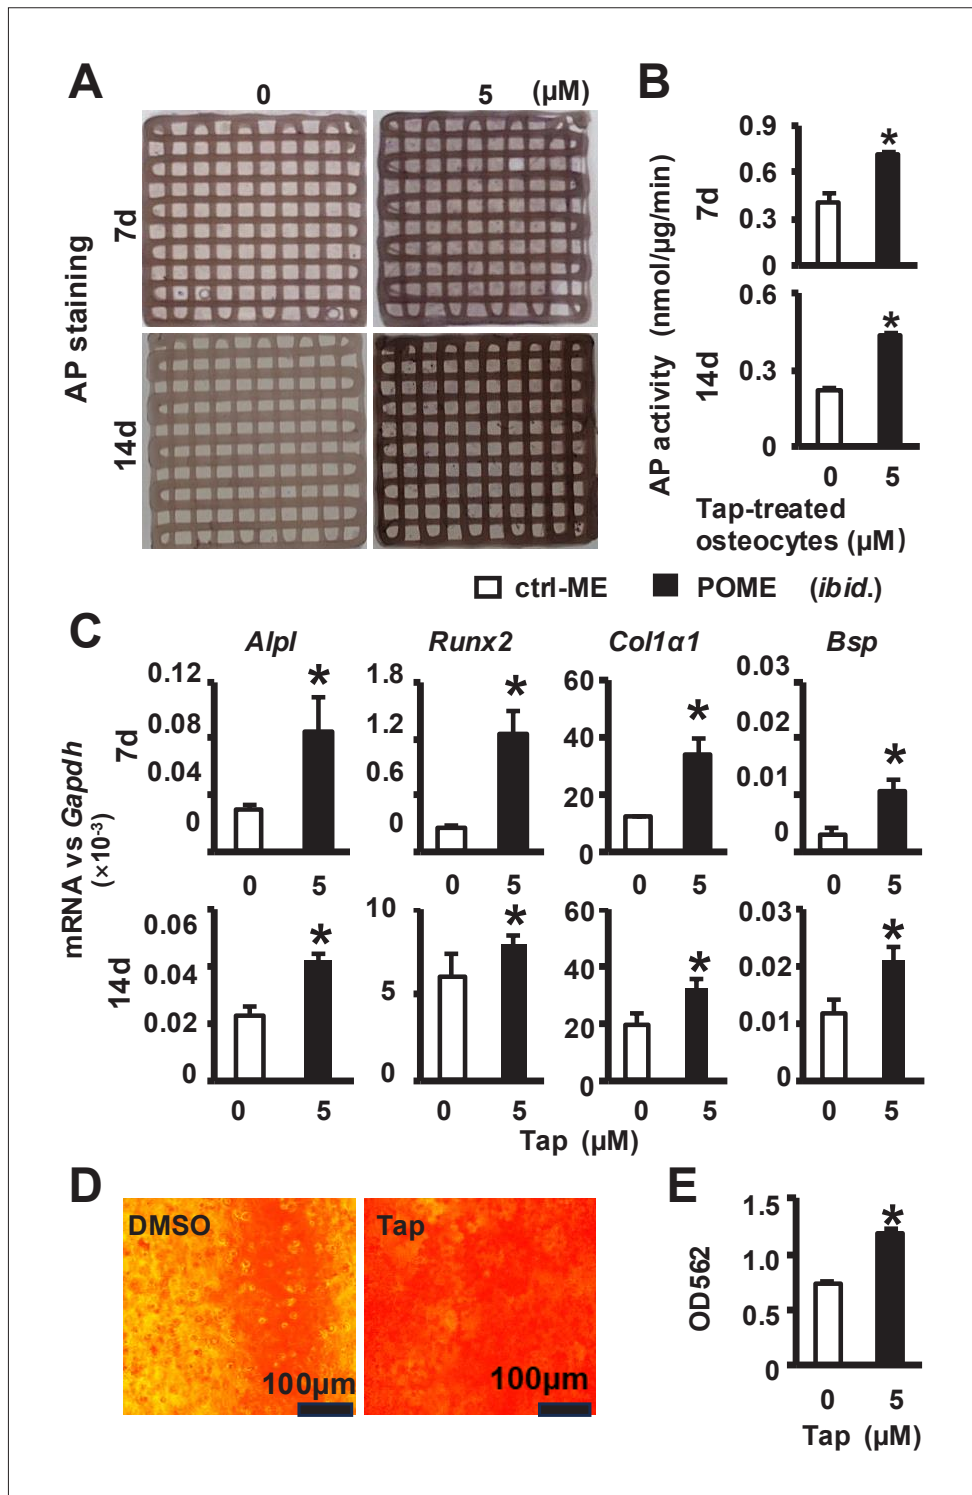 A
0
5 (µM)
AP staining
7d
14d
B
AP activity (nmol/µg/min)
7d
0.9
0.6
0.3
0
*
14d
0.6
0.3
0
*
0 5
Tap-treated
osteocytes (µM)
ctrl-ME POME (ibid.)
C
mRNA vs Gapdh
(×10-3)
7d
Alpl Runx2 Col1α1 Bsp
0.12
0.08
0.04
0
*
0 5
1.8
1.2
0.6
0
*
0 5
60
40
20
0
*
0 5
0.03
0.02
0.01
0
*
0 5
14d
0.06
0.04
0.02
0
*
0 5
10
5
0
*
0 5
60
40
20
0
*
0 5
0.03
0.02
0.01
0
*
0 5
Tap (µM)
D
DMSO
100µm
Tap
100µm
E
OD562
1.5
1.0
0.5
0
*
0 5
Tap (µM)